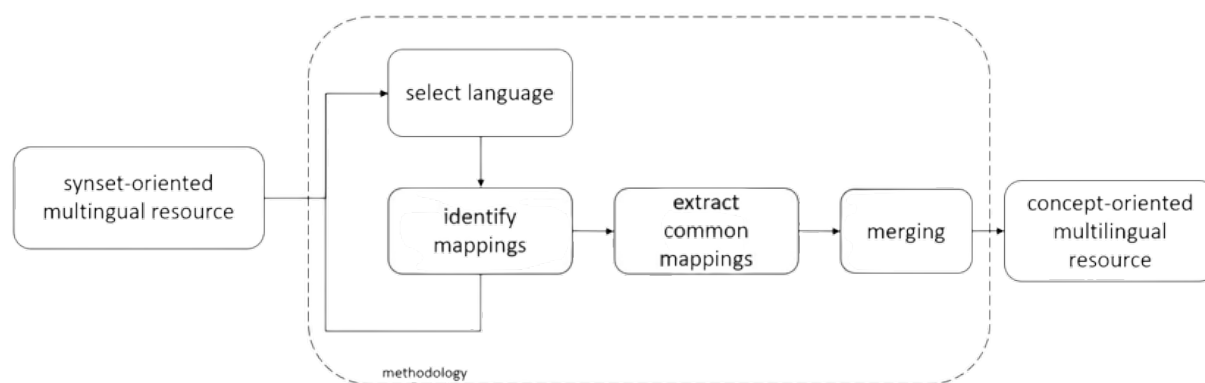 synset-oriented
multingual resource
select language
identify
mappings
extract
common
mappings
merging
concept-oriented
multilingual
resource
methodology